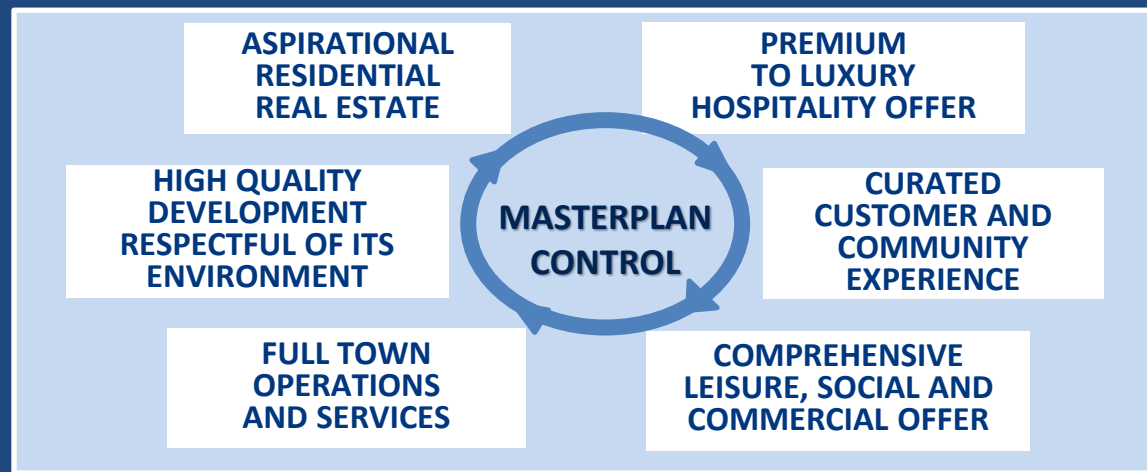 ASPIRATIONAL
RESIDENTIAL
REAL ESTATE
PREMIUM
TO LUXURY
HOSPITALITY OFFER
HIGH QUALITY
DEVELOPMENT
RESPECTFUL OF ITS
ENVIRONMENT
MASTERPLAN
CONTROL
CURATED
CUSTOMER AND
COMMUNITY
EXPERIENCE
FULL TOWN
OPERATIONS
AND SERVICES
COMPREHENSIVE
LEISURE, SOCIAL AND
COMMERCIAL OFFER